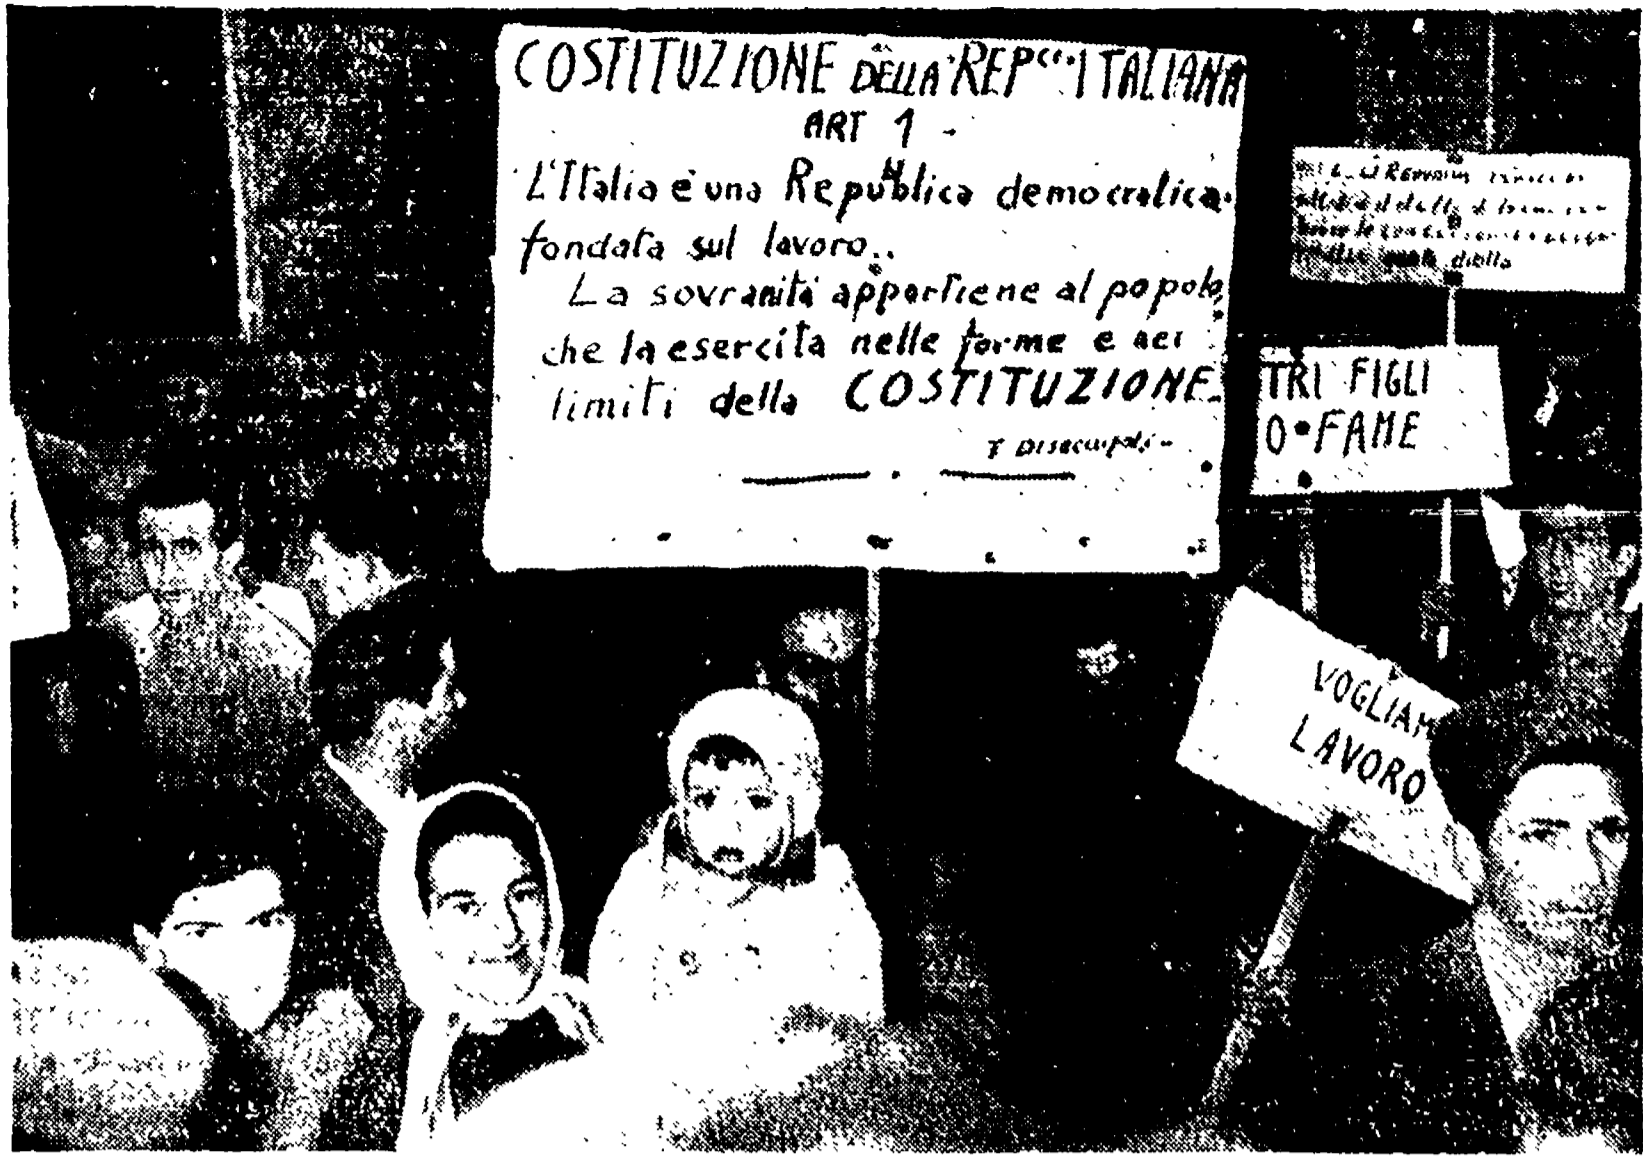 COSTITUZIONE DELLA REP ITALIANA
ART 1 -
L'Italia è una Repubblica democratica
fondata sul lavoro..
La sovranità appartiene al popolo,
che la esercita nelle forme e nei
limiti della COSTITUZIONE.
I Disoccupati -
della
TRI FIGLI
O FAME
VOGLIAM
LAVORO